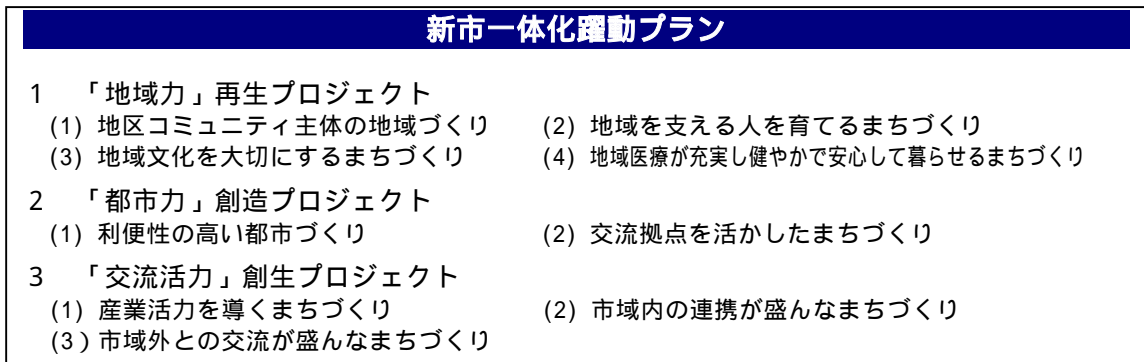 新市一体化躍動プラン
1 「地域力」再生プロジェクト
(1) 地区コミュニティ主体の地域づくり (2) 地域を支える人を育てるまちづくり
(3) 地域文化を大切にするまちづくり (4) 地域医療が充実し健やかで安心して暮らせるまちづくり
2 「都市力」創造プロジェクト
(1) 利便性の高い都市づくり (2) 交流拠点を活かしたまちづくり
3 「交流活力」創生プロジェクト
(1) 産業活力を導くまちづくり (2) 市域内の連携が盛んなまちづくり
(3)市域外との交流が盛んなまちづくり